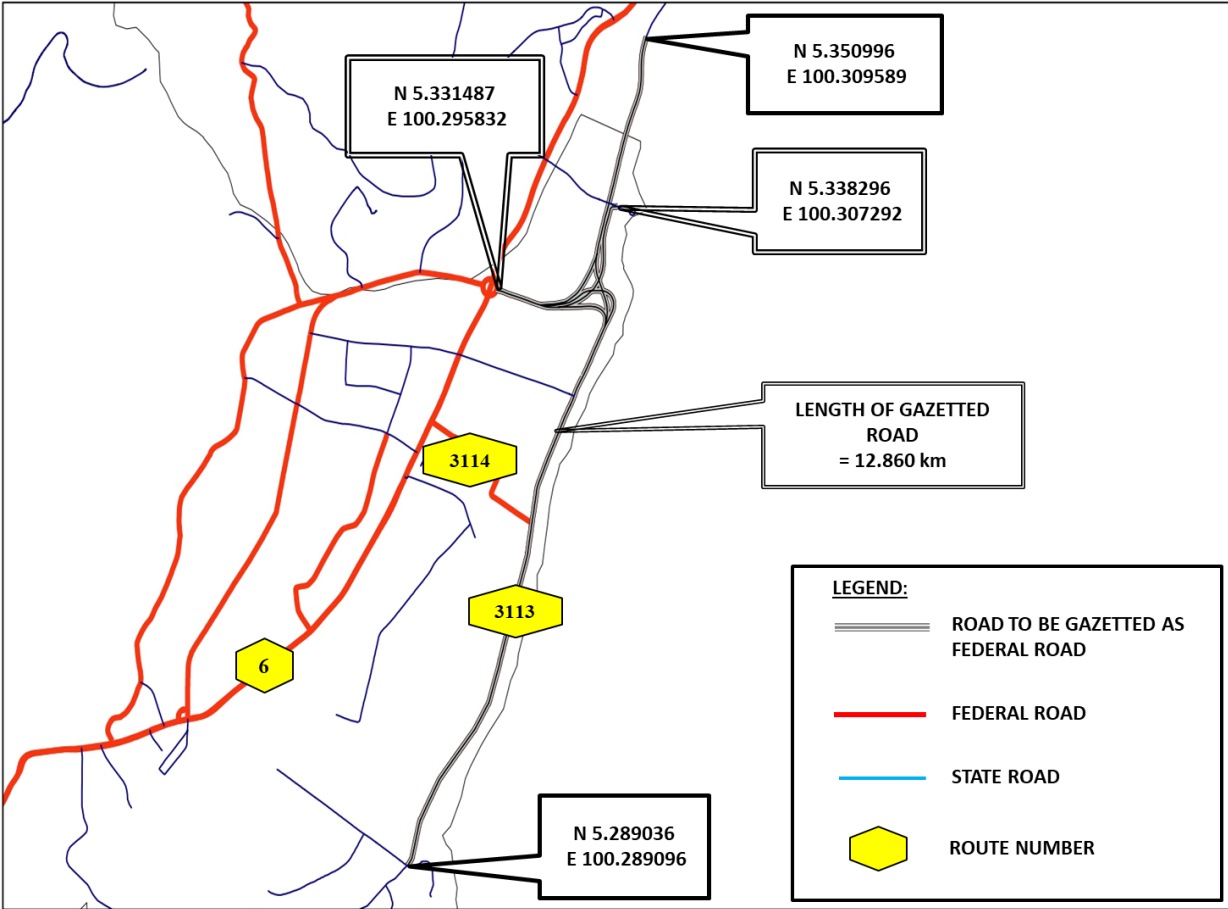 N 5.350996
E 100.309589
N 5.331487
E 100.295832
N 5.338296
E 100.307292
LENGTH OF GAZETTED
ROAD
= 12.860 km
3114
3113
6
N 5.289036
E 100.289096
LEGEND:
ROAD TO BE GAZETTED AS
FEDERAL ROAD
FEDERAL ROAD
STATE ROAD
ROUTE NUMBER